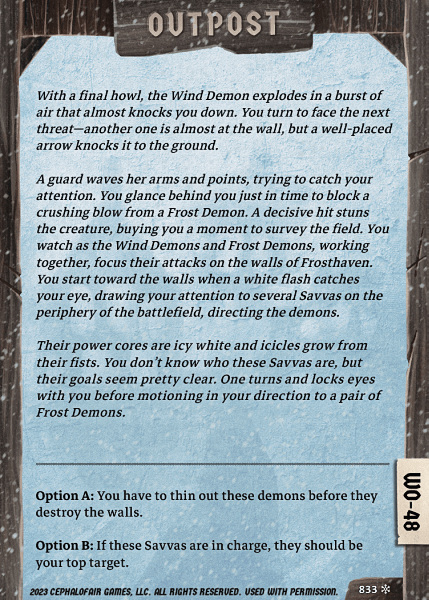 OUTPOST
With a final howl, the Wind Demon explodes in a burst of
air that almost knocks you down. You turn to face the next
threat—another one is almost at the wall, but a well-placed
arrow knocks it to the ground.
A guard waves her arms and points, trying to catch your
attention. You glance behind you just in time to block a
crushing blow from a Frost Demon. A decisive hit stuns
the creature, buying you a moment to survey the field. You
watch as the Wind Demons and Frost Demons, working
together, focus their attacks on the walls of Frosthaven.
You start toward the walls when a white flash catches
your eye, drawing your attention to several Savvas on the
periphery of the battlefield, directing the demons.
Their power cores are icy white and icicles grow from
their fists. You don't know who these Savvas are, but
their goals seem pretty clear. One turns and locks eyes
with you before motioning in your direction to a pair of
Frost Demons.
Option A: You have to thin out these demons before they
destroy the walls.
Option B: If these Savvas are in charge, they should be
your top target.
WO-48
2023 CEPHALOFAIR GAMES, LLC. ALL RIGHTS RESERVED. USED WITH PERMISSION.
833